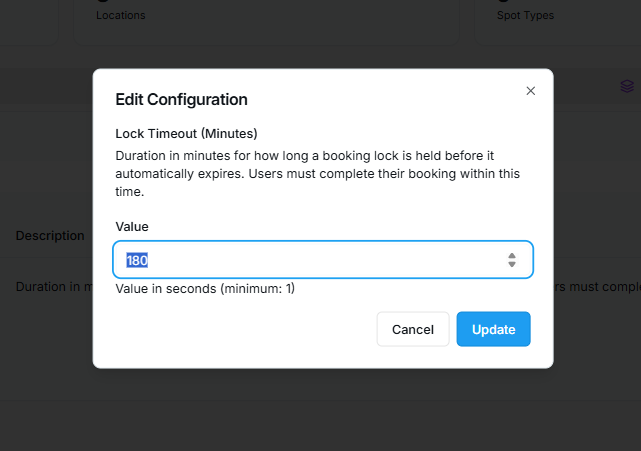 Locations
Spot Types
Edit Configuration
Lock Timeout (Minutes)
Duration in minutes for how long a booking lock is held before it
automatically expires. Users must complete their booking within this
time.
Description
Value
180
Duration in m
rs must comple
Value in seconds (minimum: 1)
Cancel
Update